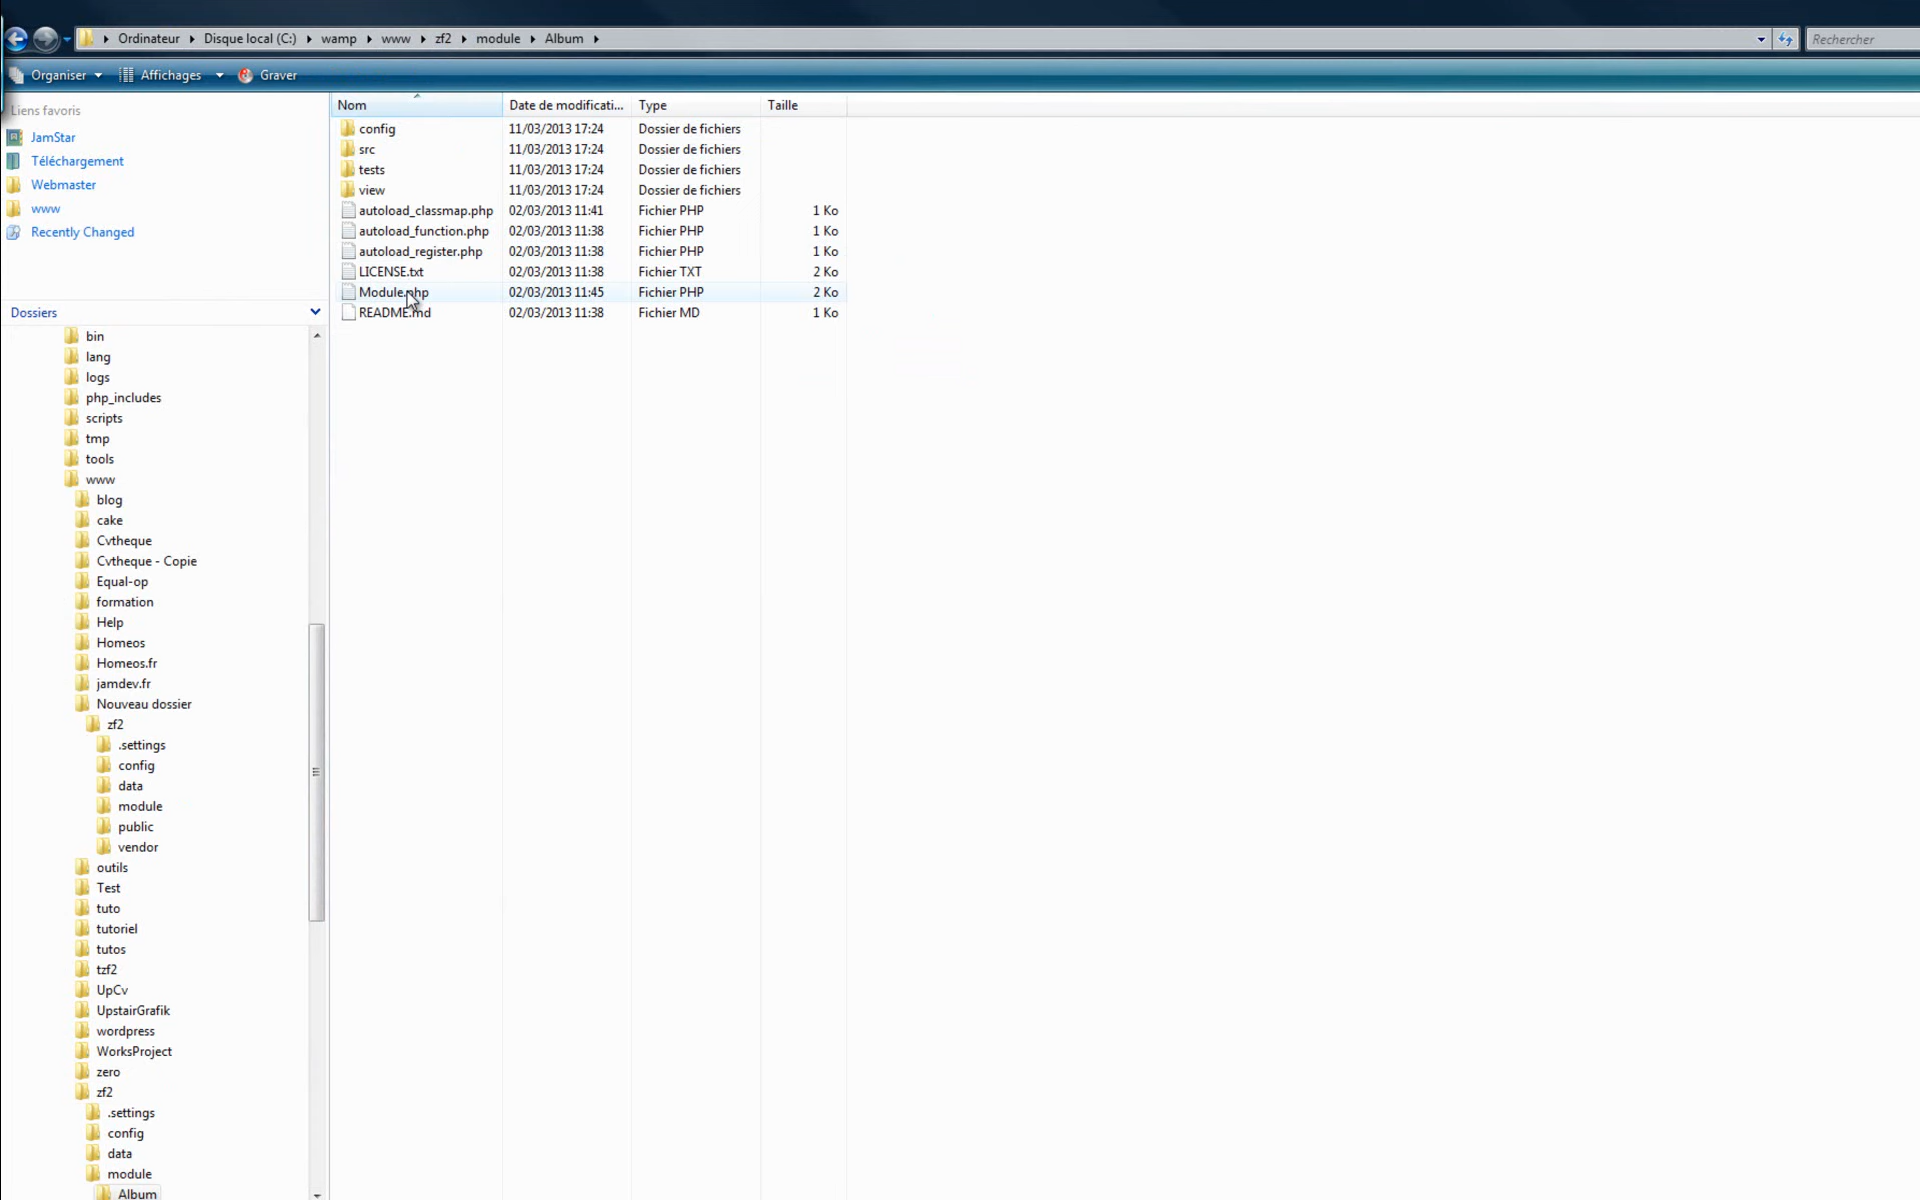 Ordinateur Disque local (C:) wamp www zf2 module Album Rechercher
Organiser Affichages Graver
Liens favoris
JamStar
Téléchargement
Webmaster
www
Recently Changed
Dossiers
bin
lang
logs
php_includes
scripts
tmp
tools
www
blog
cake
Cvtheque
Cvtheque - Copie
Equal-op
formation
Help
Homeos
Homeos.fr
jamdev.fr
Nouveau dossier
zf2
.settings
config
data
module
public
vendor
outils
Test
tuto
tutoriel
tutos
tzf2
UpCv
UpstairGrafik
wordpress
WorksProject
zero
zf2
.settings
config
data
module
Album
Nom Date de modificati... Type Taille
config 11/03/2013 17:24 Dossier de fichiers
src 11/03/2013 17:24 Dossier de fichiers
tests 11/03/2013 17:24 Dossier de fichiers
view 11/03/2013 17:24 Dossier de fichiers
autoload_classmap.php 02/03/2013 11:41 Fichier PHP 1 Ko
autoload_function.php 02/03/2013 11:38 Fichier PHP 1 Ko
autoload_register.php 02/03/2013 11:38 Fichier PHP 1 Ko
LICENSE.txt 02/03/2013 11:38 Fichier TXT 2 Ko
Module.php 02/03/2013 11:45 Fichier PHP 2 Ko
README.md 02/03/2013 11:38 Fichier MD 1 Ko